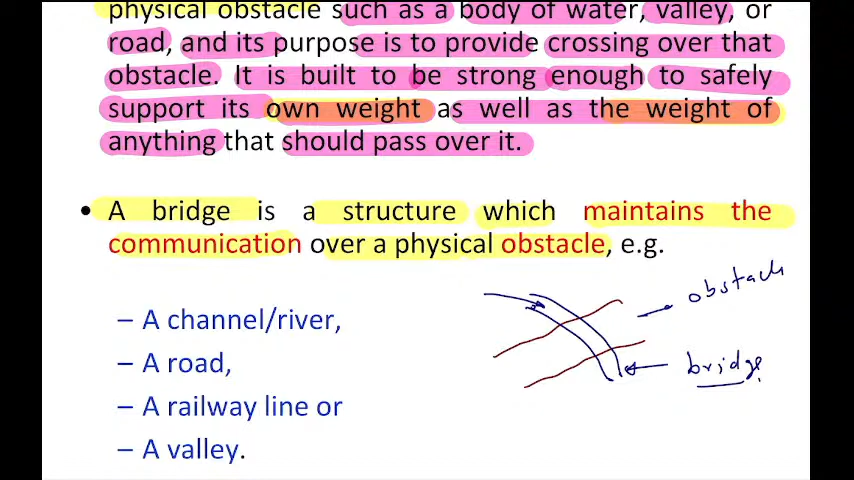 physical obstacle such as a body of water, valley, or
road, and its purpose is to provide crossing over that
obstacle. It is built to be strong enough to safely
support its own weight as well as the weight of
anything that should pass over it.
• A bridge is a structure which maintains the
communication over a physical obstacle, e.g.
– A channel/river,
– A road,
– A railway line or
– A valley.
obstacle
bridge